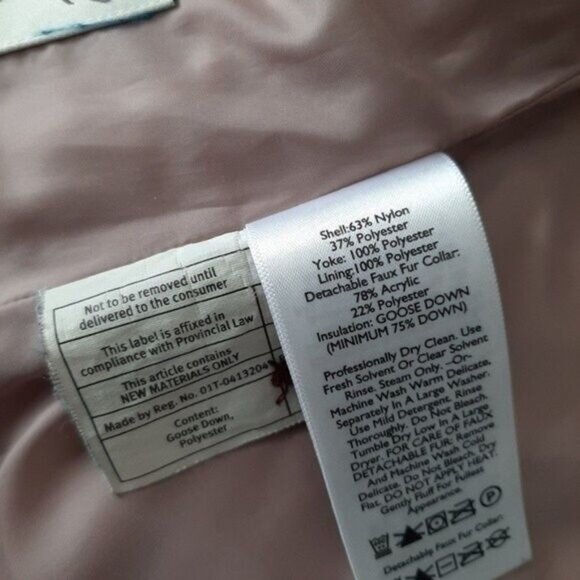 Not to be removed until
delivered to the consumer
This label is affixed in
compliance with Provincial Law
This article contains
NEW MATERIALS ONLY
Made by Reg. No. 01T-0413204
Content:
Goose Down,
Polyester
Shell:63% Nylon
37% Polyester
Yoke: 100% Polyester
Lining:100% Polyester
Detachable Faux Fur Collar:
78% Acrylic
22% Polyester
Insulation: GOOSE DOWN
(MINIMUM 75% DOWN)
Professionally Dry Clean. Use
Fresh Solvent Or Clear Solvent
Rinse. Steam Only. -Or-
Machine Wash Warm Delicate,
Separately In A Large Washer.
Use Mild Detergent. Rinse
Thoroughly. Do Not Bleach.
Tumble Dry Low In A Large
Dryer. FOR CARE OF FAUX
DETACHABLE FUR: Remove
And Machine Wash Cold
Delicate. Do Not Bleach. Dry
Flat. DO NOT APPLY HEAT.
Gently Fluff For Fullest
Appearance.
P
Detachable Faux Fur Collar: